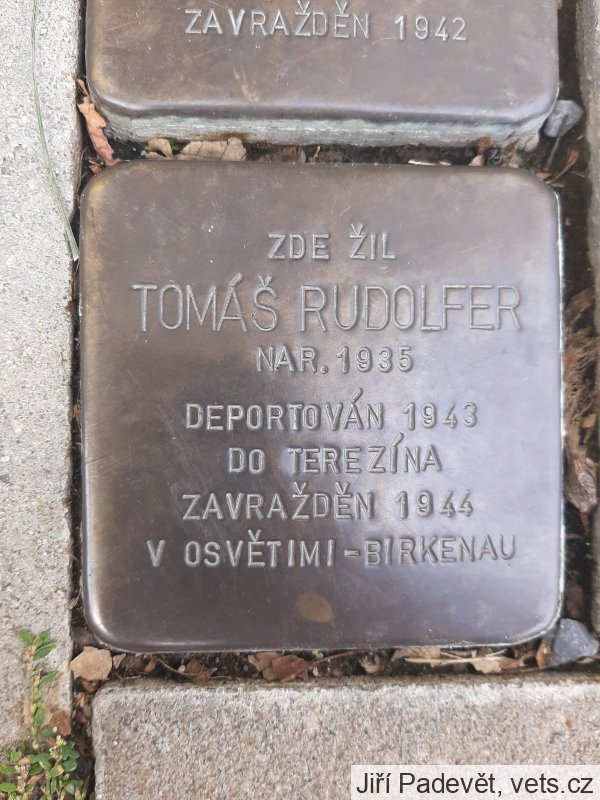 ZAVRAŽDĚN 1942
ZDE ŽIL
TOMÁŠ RUDOLFER
NAR. 1935
DEPORTOVÁN 1943
DO TEREZÍNA
ZAVRAŽDĚN 1944
V OSVĚTIMI-BIRKENAU
Jiří Padevět, vets.cz